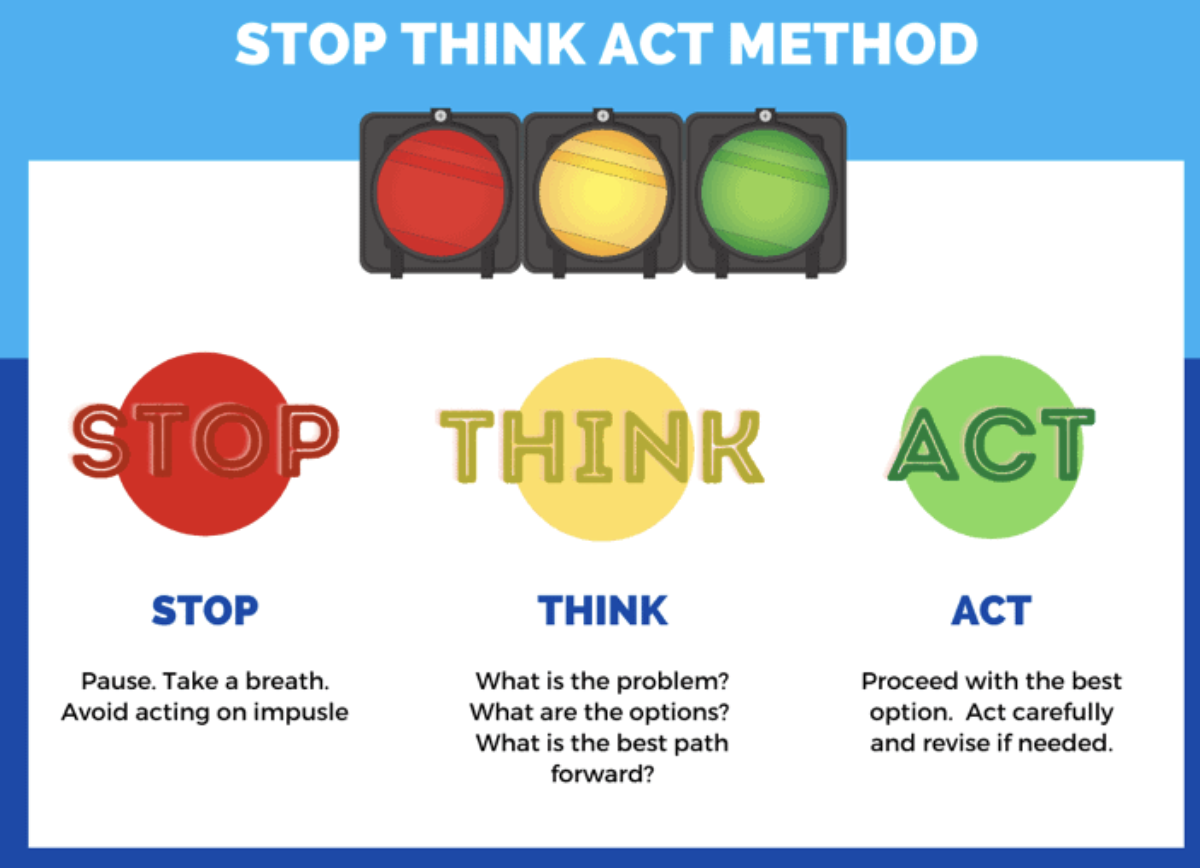 STOP THINK ACT METHOD
STOP
THINK
ACT
STOP
THINK
ACT
Pause. Take a breath.
Avoid acting on impusle
What is the problem?
What are the options?
What is the best path
forward?
Proceed with the best
option.  Act carefully
and revise if needed.